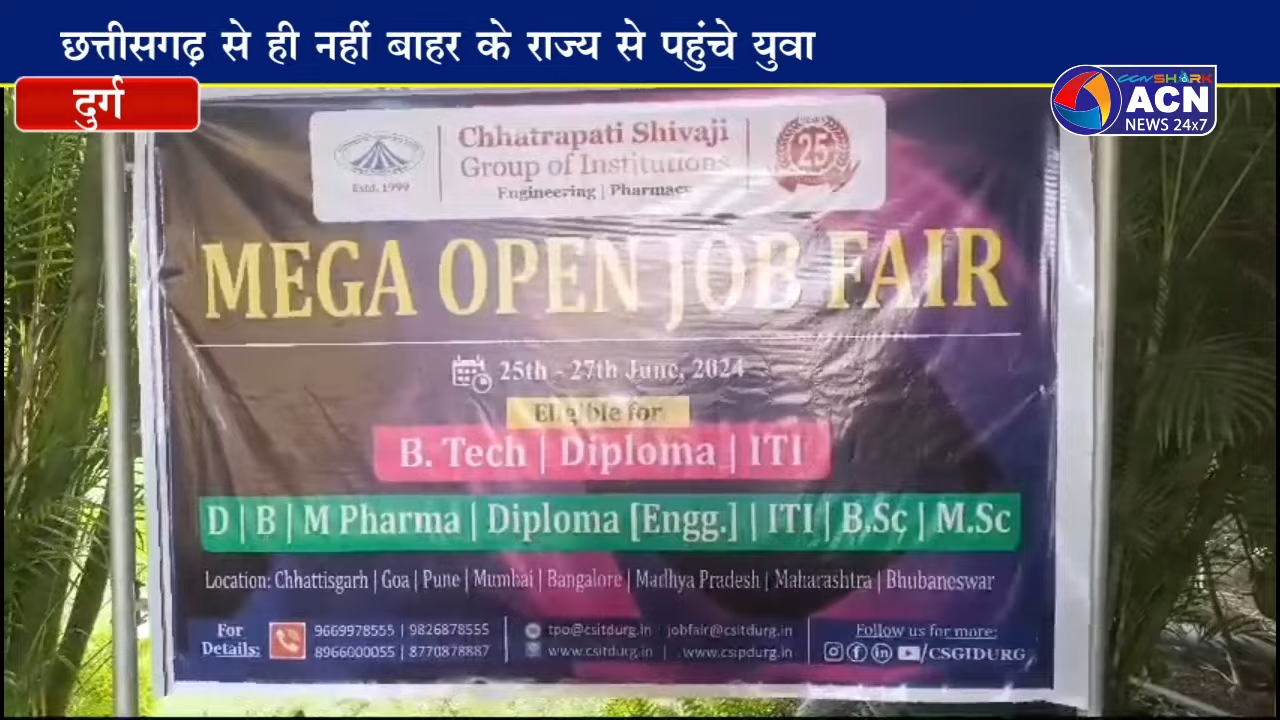 छत्तीसगढ़ से ही नहीं बाहर के राज्य से पहुंचे युवा
दुर्ग
CCN SHARK
ACN
NEWS 24x7
Chhatrapati Shivaji
Group of Institutions
Engineering | Pharmacy
Estd. 1999
25
MEGA OPEN JOB FAIR
25th - 27th June, 2024
Eligible for
B. Tech | Diploma | ITI
D | B | M Pharma | Diploma [Engg.] | ITI | B.Sc | M.Sc
Location: Chhattisgarh | Goa | Pune | Mumbai | Bangalore | Madhya Pradesh | Maharashtra | Bhubaneswar
For Details:
9669978555 | 9826878555
8966000055 | 8770878887
tpo@csitdurg.in | jobfair@csitdurg.in
www.csitdurg.in | www.csipdurg.in
Follow us for more:
/CSGIDURG